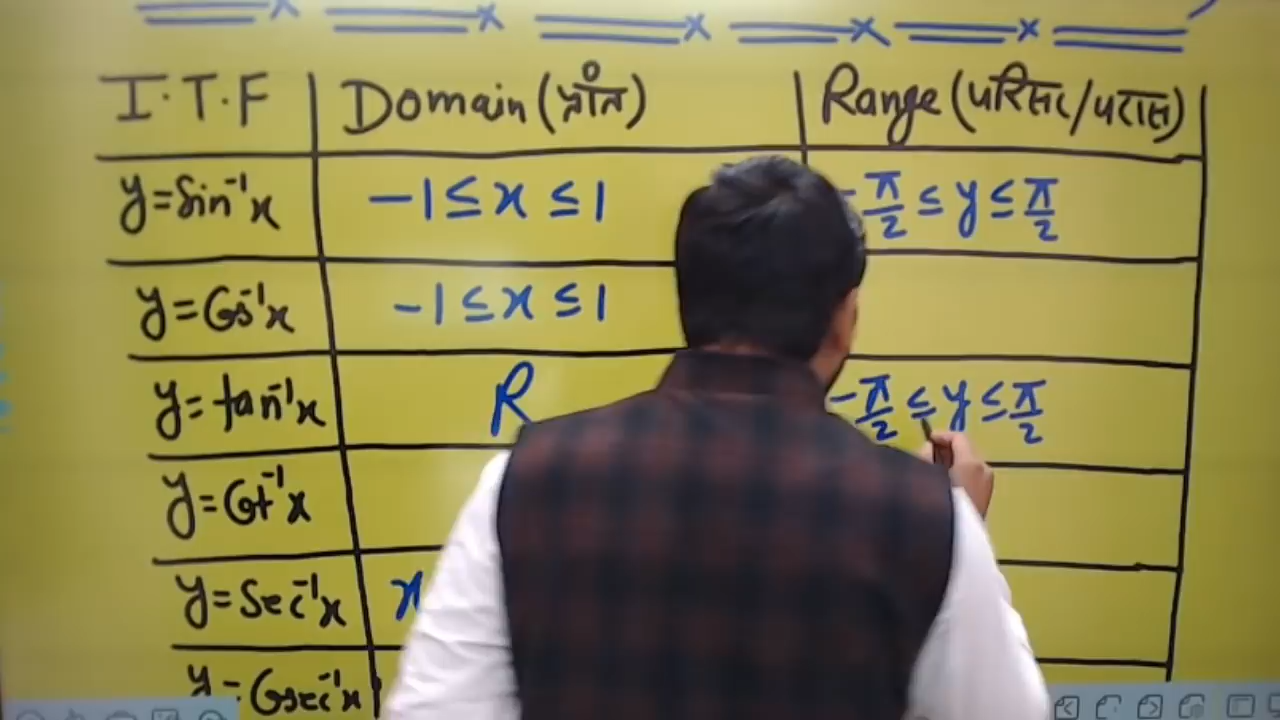 I.T.F Domain (प्रांत) Range (परिसर/परास)
y=Sin⁻¹x -1≤x≤1 -π/2 ≤ y ≤ π/2
y=Cos⁻¹x -1≤x≤1
y=tan⁻¹x R -π/2 ≤ y ≤ π/2
y=Cot⁻¹x
y=Sec⁻¹x x
y=Cosec⁻¹x